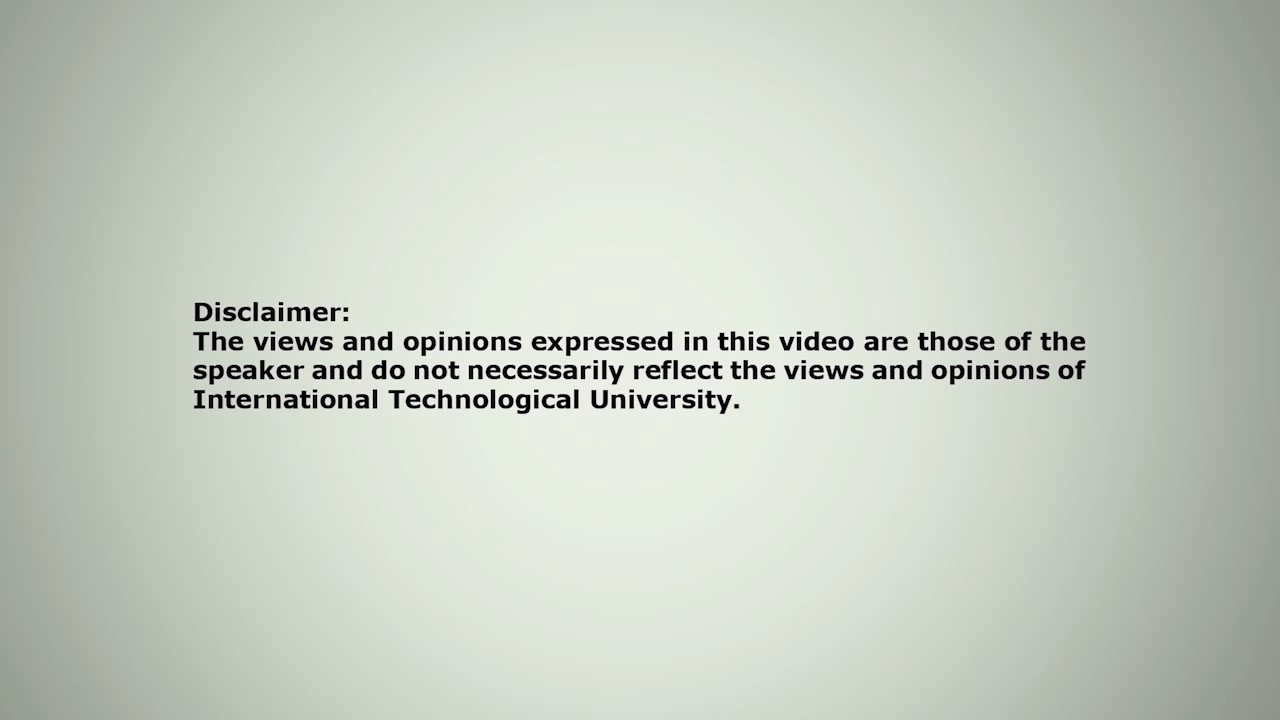 Disclaimer:
The views and opinions expressed in this video are those of the
speaker and do not necessarily reflect the views and opinions of
International Technological University.